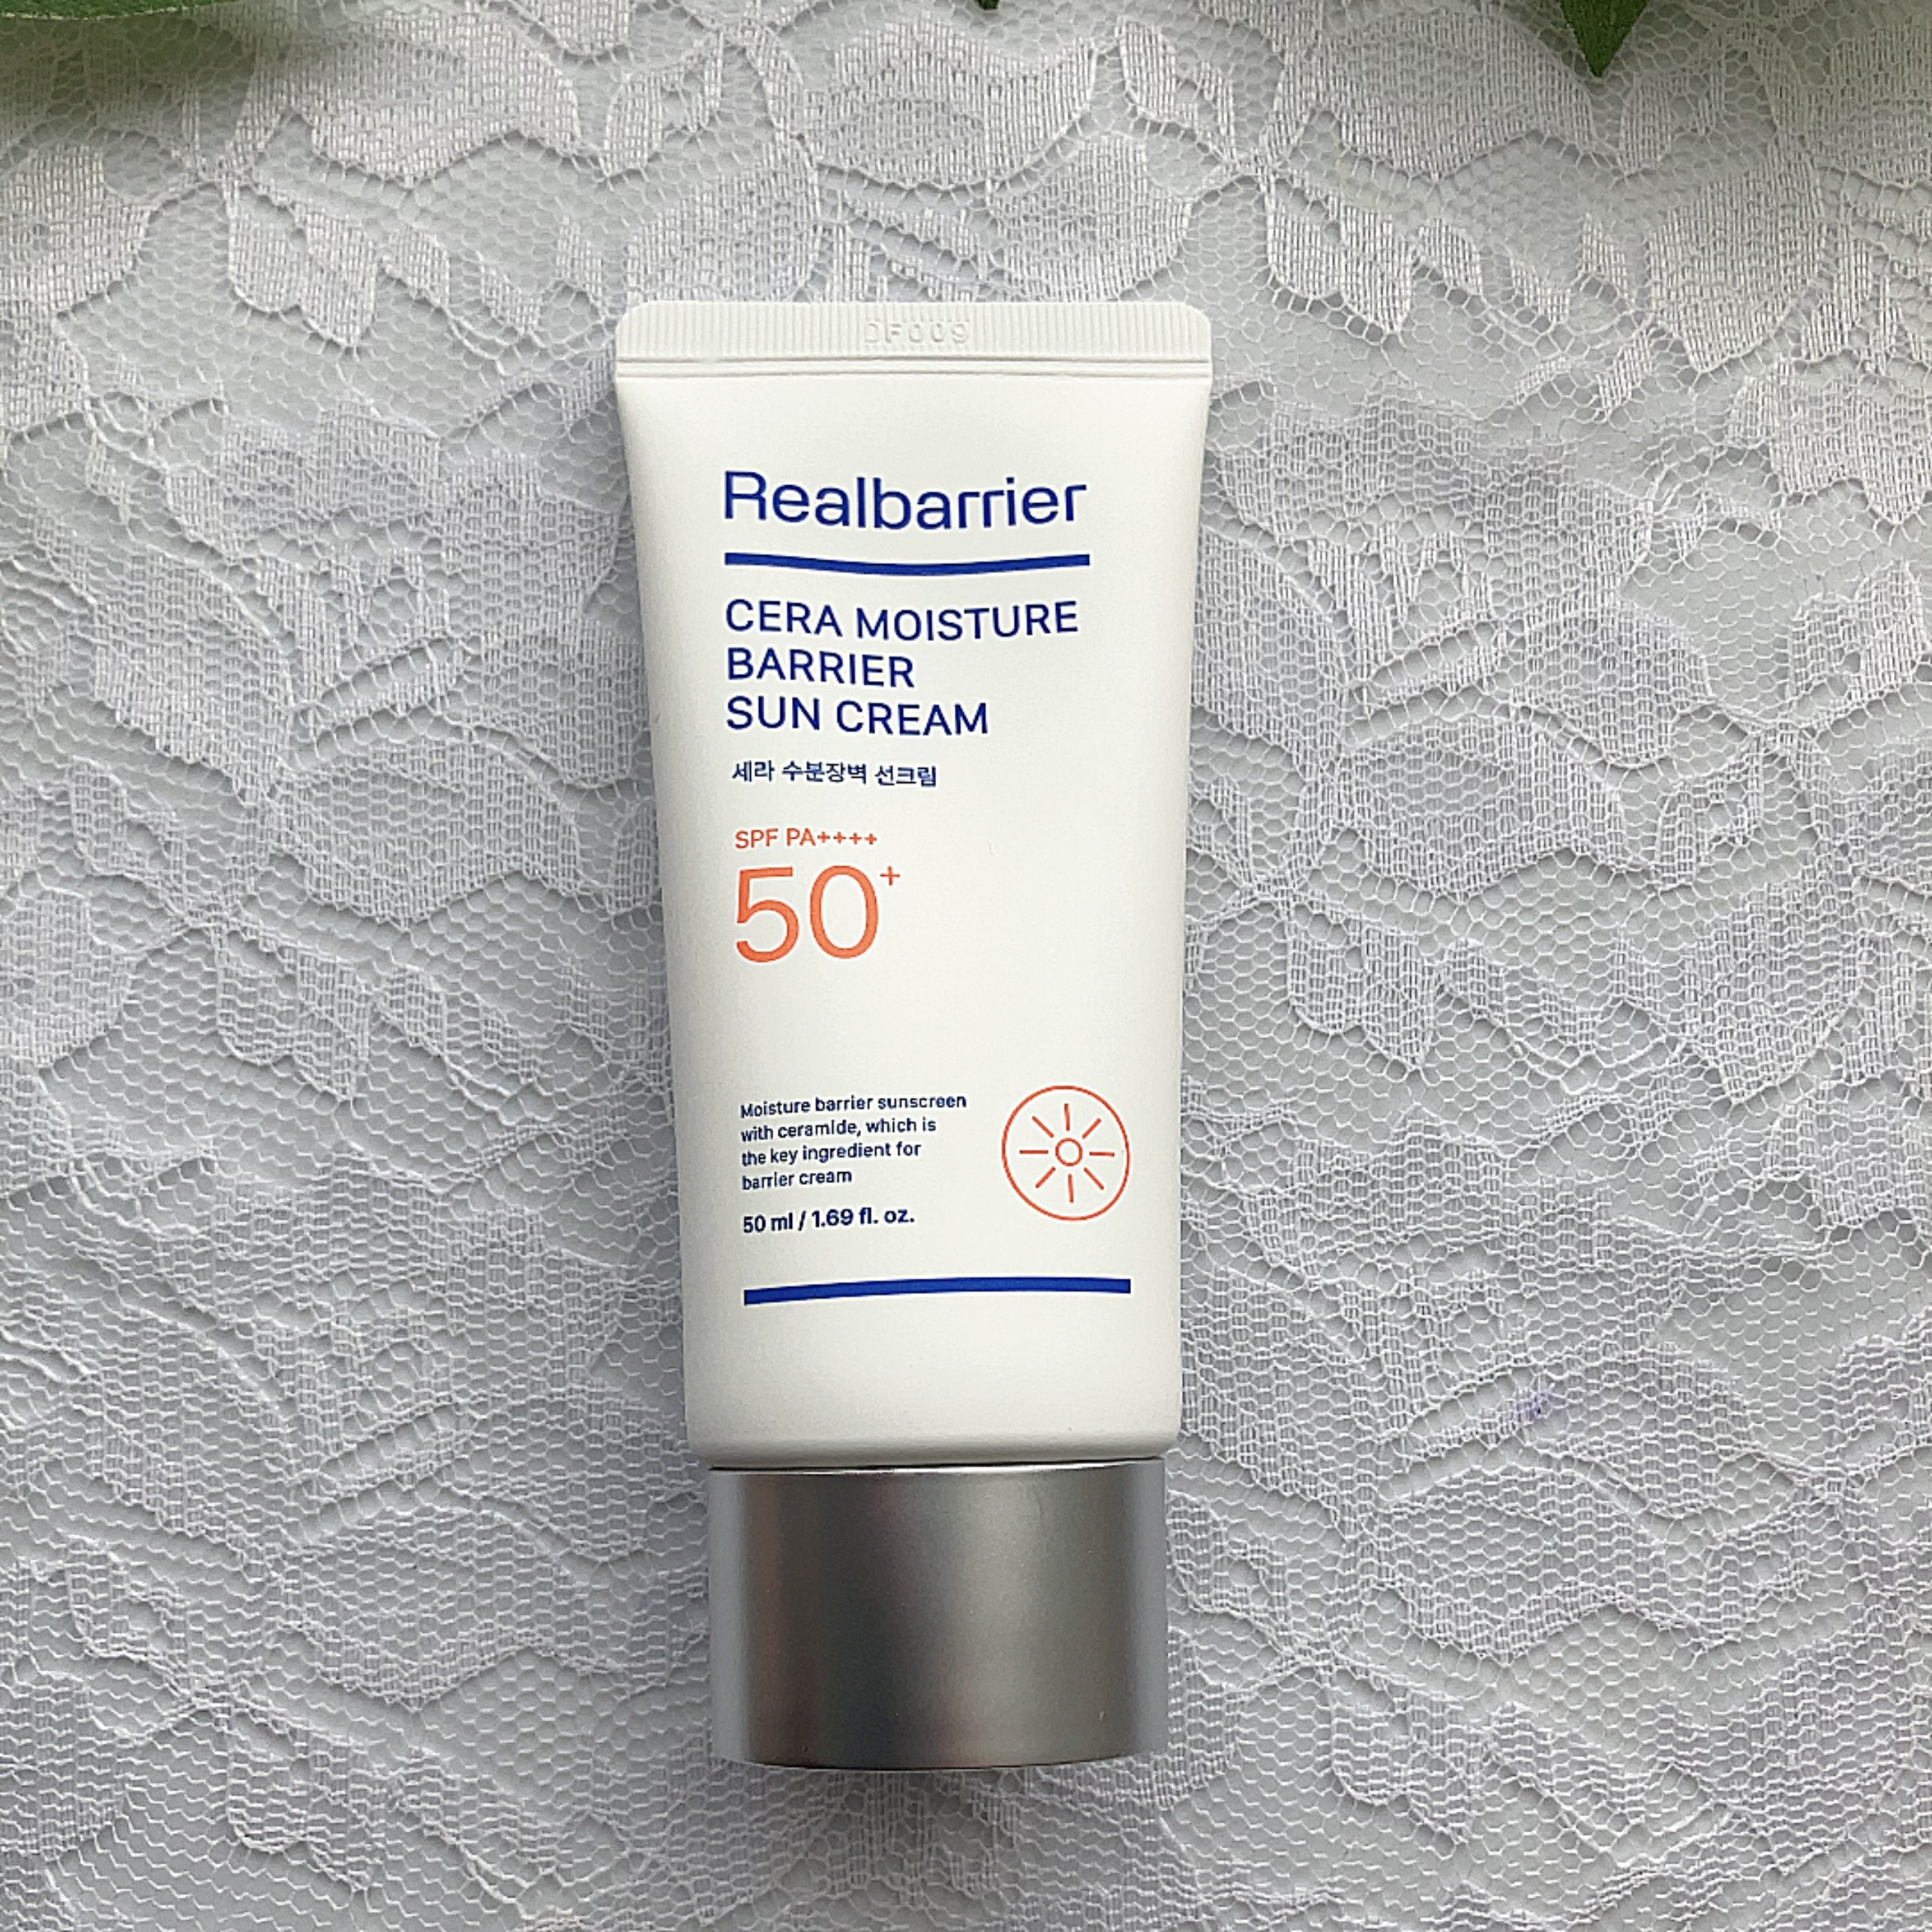 DF009
Realbarrier
CERA MOISTURE
BARRIER
SUN CREAM
세라 수분장벽 선크림
SPF PA++++
50+
Moisture barrier sunscreen
with ceramide, which is
the key ingredient for
barrier cream
50 ml / 1.69 fl. oz.